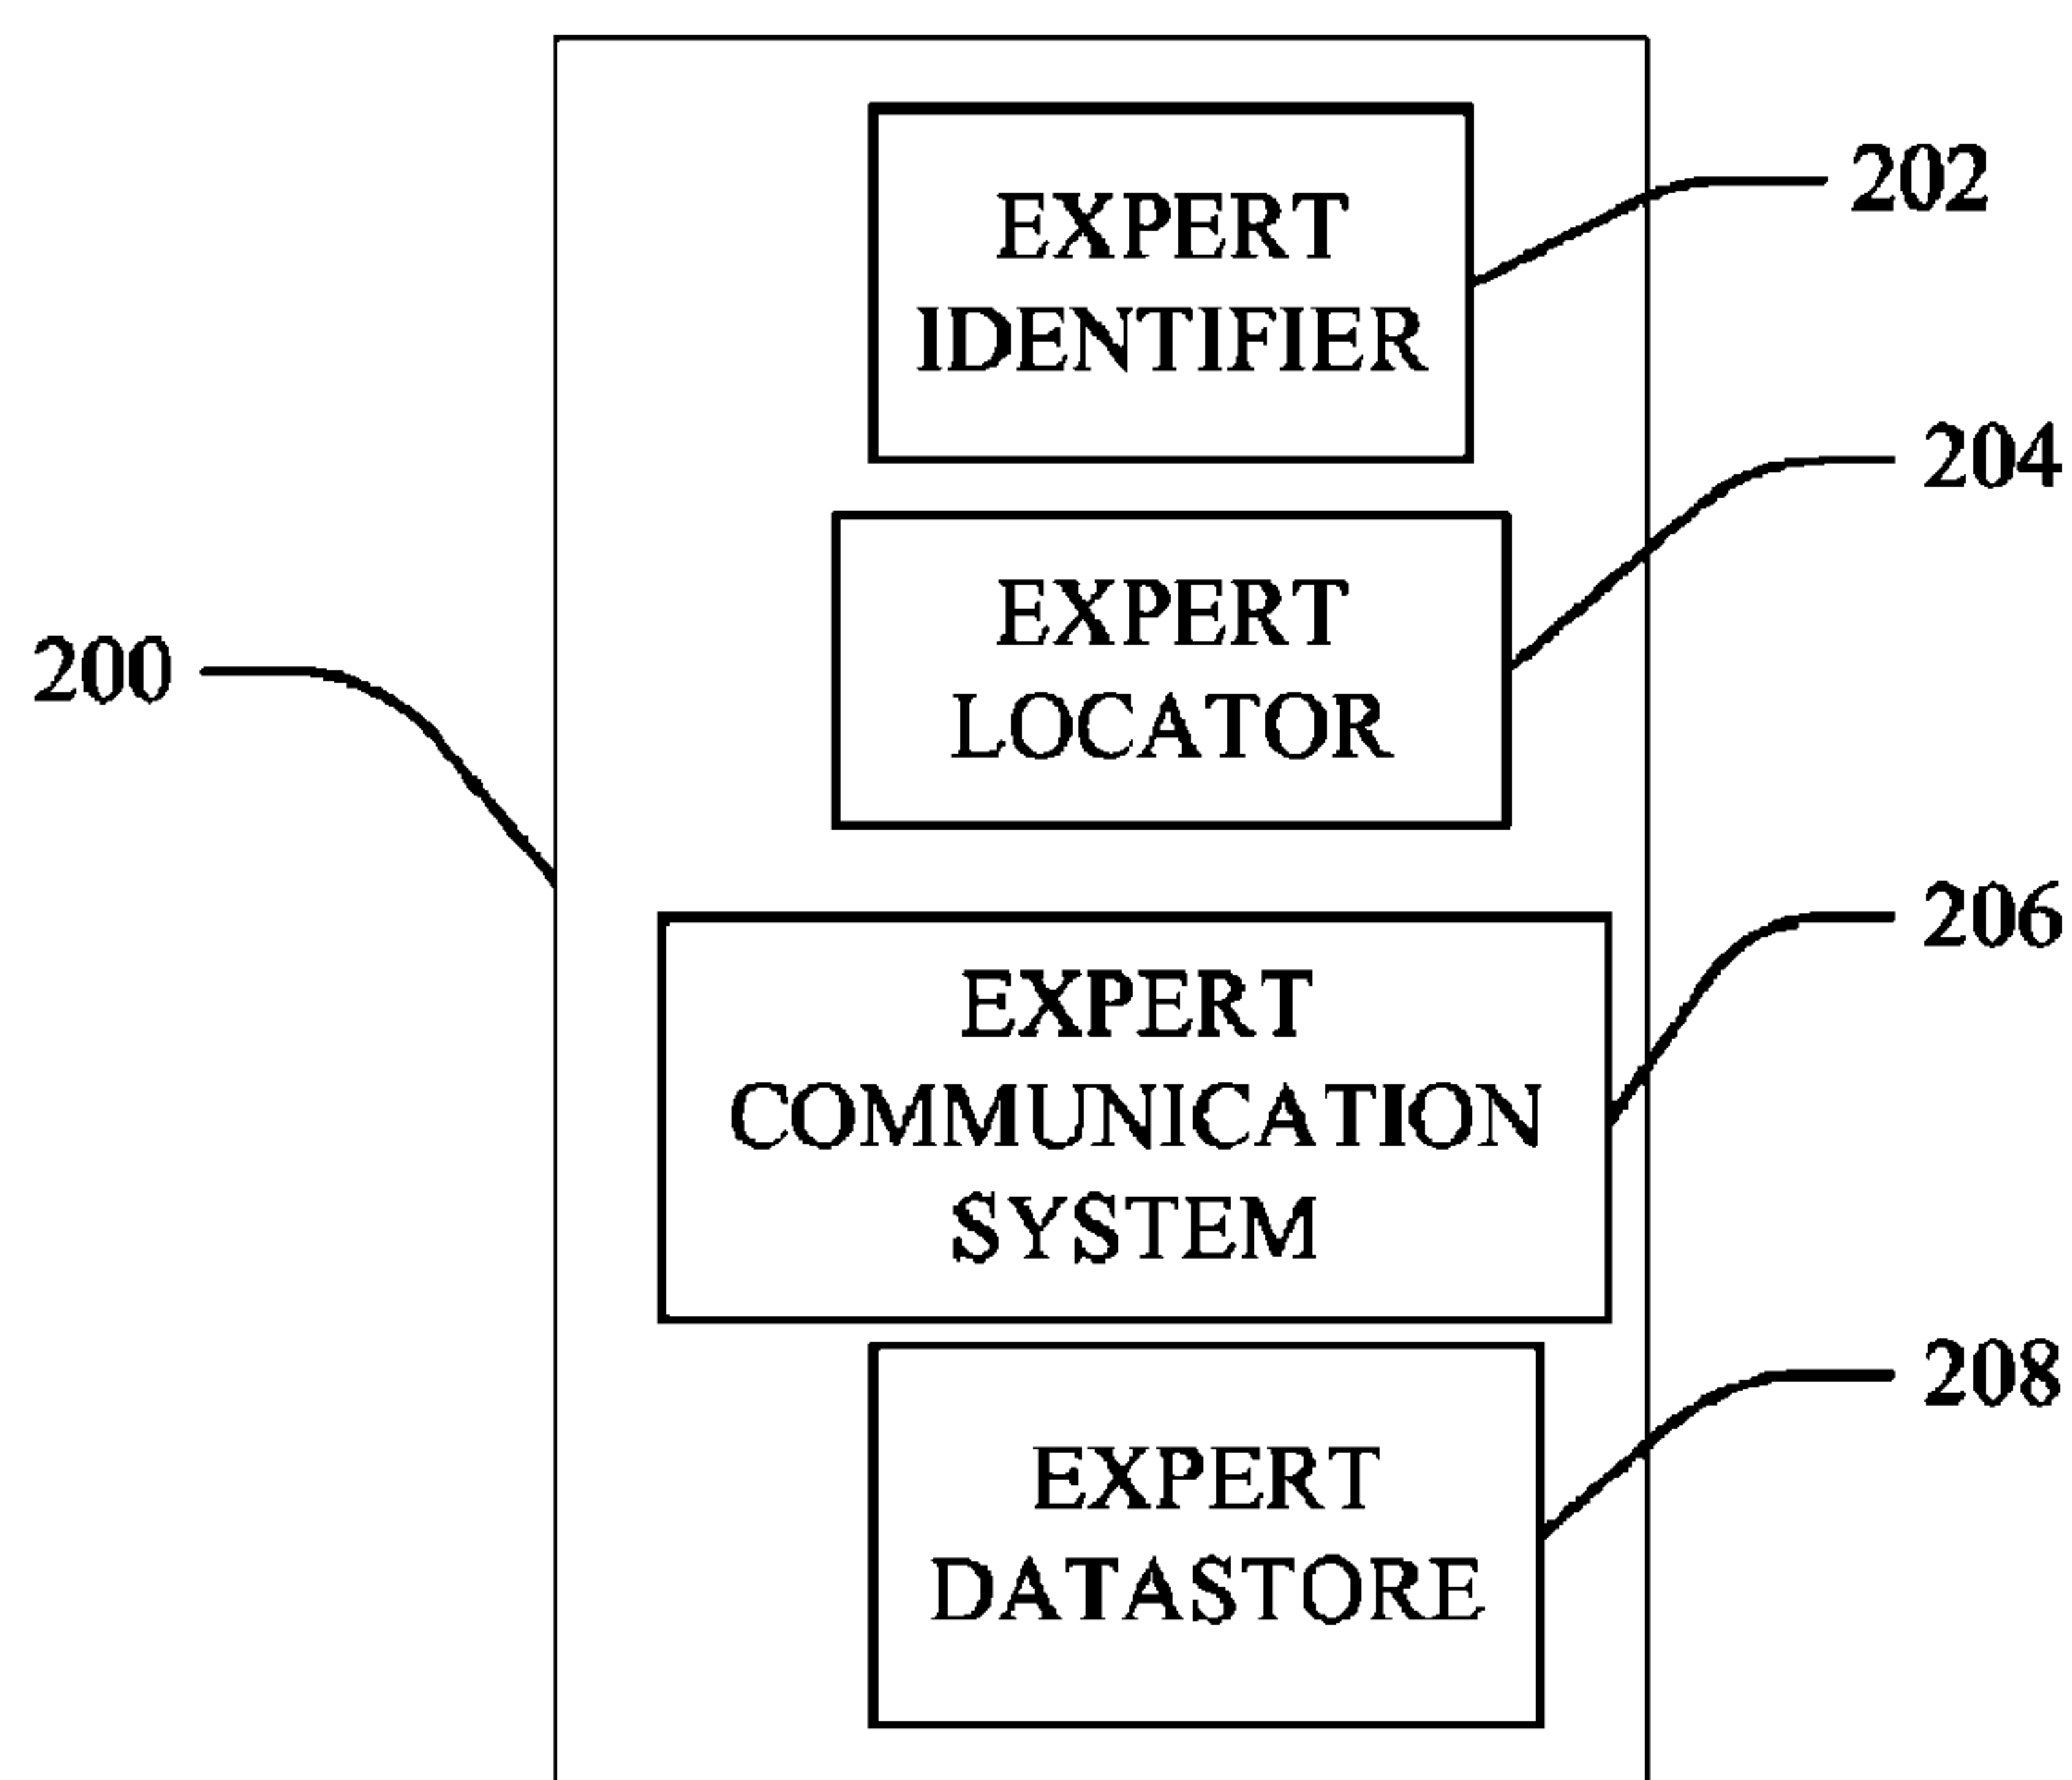 EXPERT
IDENTIFIER
202
EXPERT
LOCATOR
204
200
EXPERT
COMMUNICATION
SYSTEM
206
EXPERT
DATASTORE
208